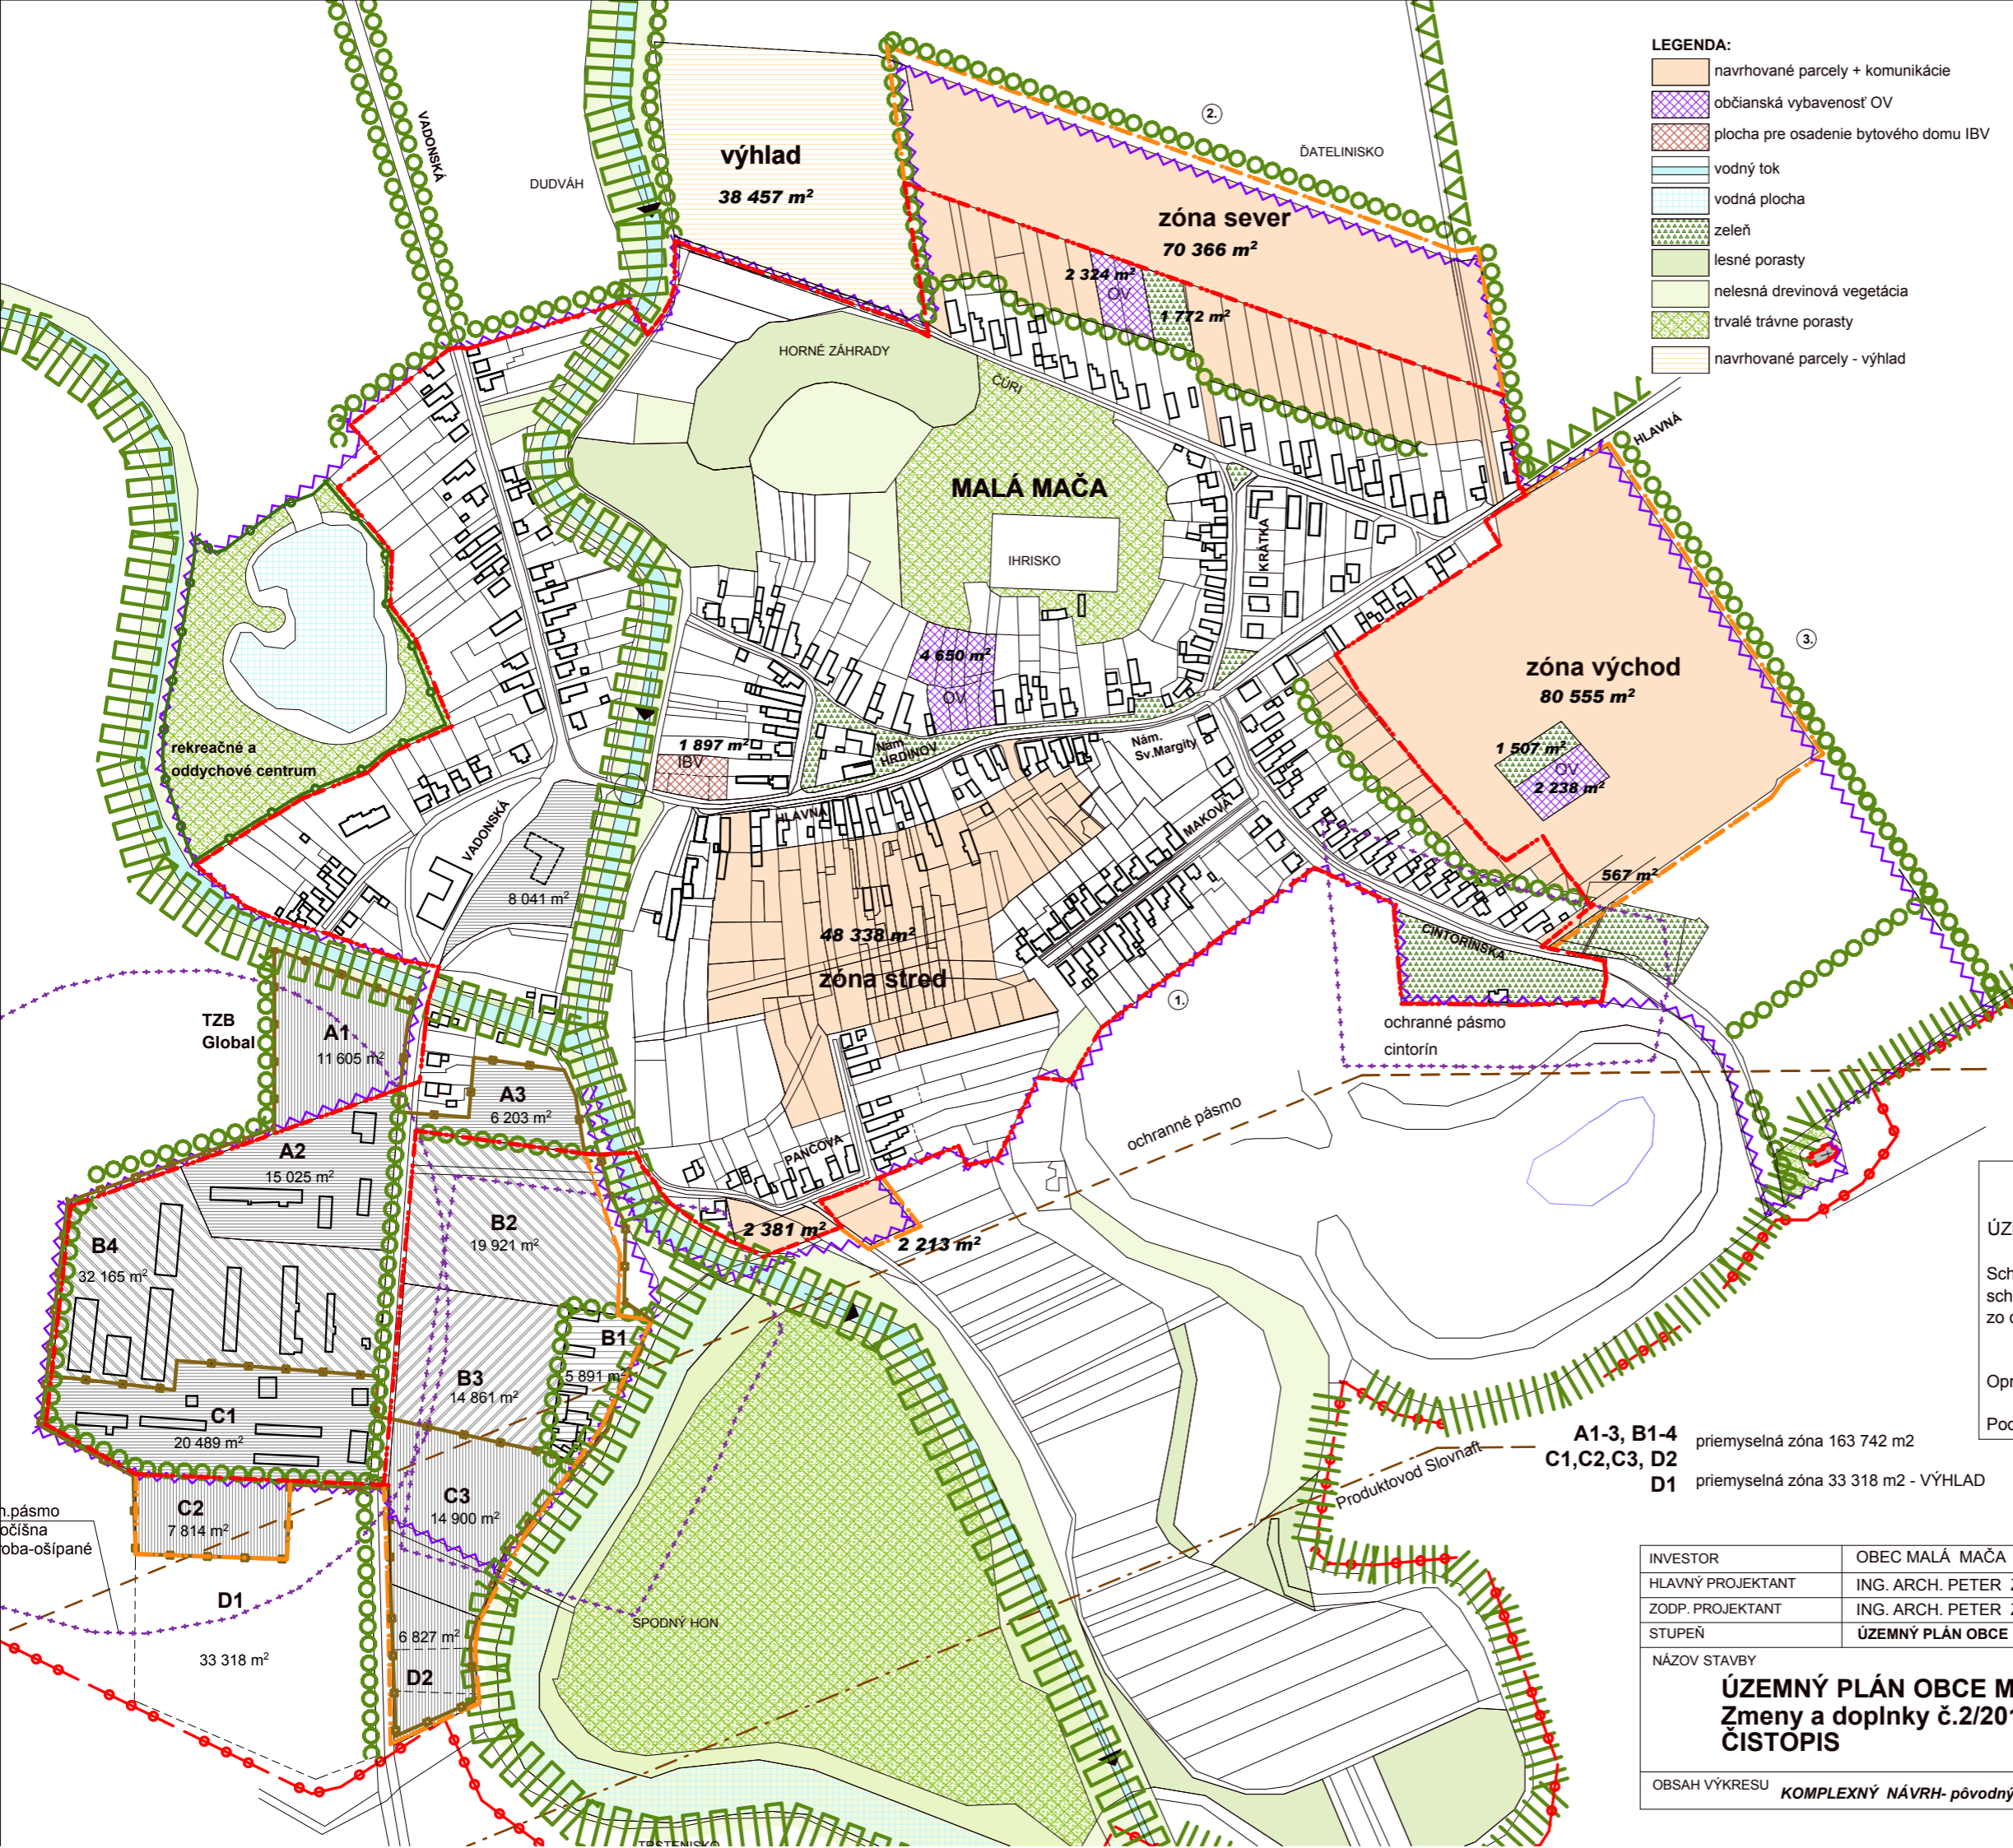 LEGENDA:
navrhované parcely + komunikácie
občianská vybavenosť OV
plocha pre osadenie bytového domu IBV
vodný tok
vodná plocha
zeleň
lesné porasty
nelesná drevinová vegetácia
trvalé trávne porasty
navrhované parcely - výhlad
VADONSKÁ
DUDVÁH
výhlad
38 457 m²
2.
ĎATELINISKO
zóna sever
70 366 m²
2 324 m²
OV
1 772 m²
HORNÉ ZÁHRADY
ČÚRI
HLAVNÁ
MALÁ MAČA
IHRISKO
KRÁTKA
3.
4 650 m²
OV
zóna východ
80 555 m²
1 507 m²
OV
2 238 m²
567 m²
rekreačné a
oddychové centrum
1 897 m²
IBV
Nám.
HRDINOV
Nám.
Sv.Margity
HLAVNÁ
MAKOVÁ
VADONSKÁ
8 041 m²
48 338 m²
zóna stred
CINTORÍNSKA
1.
ochranné pásmo
cintorín
TZB
Global
A1
11 605 m²
A3
6 203 m²
ochranné pásmo
A2
15 025 m²
PANČOVA
B2
19 921 m²
2 381 m²
2 213 m²
B4
32 165 m²
B1
5 891 m²
B3
14 861 m²
C1
20 489 m²
C3
14 900 m²
C2
7 814 m²
D1
33 318 m²
6 827 m²
D2
SPODNÝ HON
Produktovod Slovnaft
A1-3, B1-4
C1,C2,C3, D2
priemyselná zóna 163 742 m2
D1
priemyselná zóna 33 318 m2 - VÝHLAD
INVESTOR
OBEC MALÁ MAČA
HLAVNÝ PROJEKTANT
ING. ARCH. PETER
ZODP. PROJEKTANT
ING. ARCH. PETER
STUPEŇ
ÚZEMNÝ PLÁN OBCE
NÁZOV STAVBY
ÚZEMNÝ PLÁN OBCE M
Zmeny a doplnky č.2/201
ČISTOPIS
OBSAH VÝKRESU
KOMPLEXNÝ NÁVRH- pôvodný